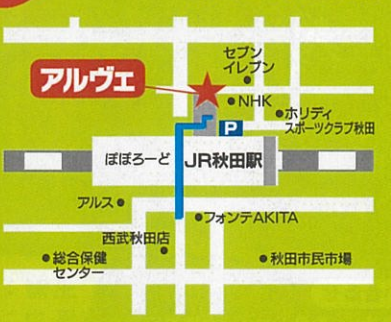 セブン
イレブン
アルヴェ
●NHK
●ホリディ
スポーツクラブ秋田
P
ぽぽろーど
JR秋田駅
アルス●
●フォンテAKITA
西武秋田店
●総合保健
センター
●秋田市民市場